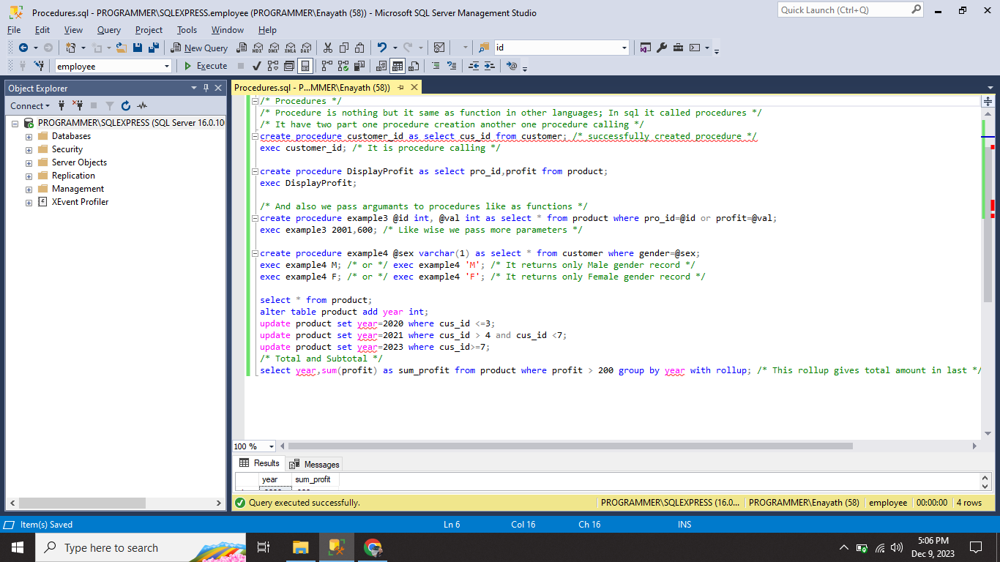 Procedures.sql - PROGRAMMER\SQLEXPRESS.employee (PROGRAMMER\Enayath (58)) - Microsoft SQL Server Management Studio
Quick Launch (Ctrl+Q)
File Edit View Query Project Tools Window Help
New Query MDX DMX XMLA DAX id
employee Execute
Object Explorer
Connect
PROGRAMMER\SQLEXPRESS (SQL Server 16.0.10
Databases
Security
Server Objects
Replication
Management
XEvent Profiler
Procedures.sql - P...MMER\Enayath (58))
/* Procedures */
/* Procedure is nothing but it same as function in other languages; In sql it called procedures */
/* It have two part one procedure creation another one procedure calling */
create procedure customer_id as select cus_id from customer; /* successfully created procedure */
exec customer_id; /* It is procedure calling */
create procedure DisplayProfit as select pro_id,profit from product;
exec DisplayProfit;
/* And also we pass argumants to procedures like as functions */
create procedure example3 @id int, @val int as select * from product where pro_id=@id or profit=@val;
exec example3 2001,600; /* Like wise we pass more parameters */
create procedure example4 @sex varchar(1) as select * from customer where gender=@sex;
exec example4 M; /* or */ exec example4 'M'; /* It returns only Male gender record */
exec example4 F; /* or */ exec example4 'F'; /* It returns only Female gender record */
select * from product;
alter table product add year int;
update product set year=2020 where cus_id <=3;
update product set year=2021 where cus_id > 4 and cus_id <7;
update product set year=2023 where cus_id>=7;
/* Total and Subtotal */
select year,sum(profit) as sum_profit from product where profit > 200 group by year with rollup; /* This rollup gives total amount in last */
100 %
Results Messages
year sum_profit
Query executed successfully. PROGRAMMER\SQLEXPRESS (16.0... PROGRAMMER\Enayath (58) employee 00:00:00 4 rows
Item(s) Saved Ln 6 Col 16 Ch 16 INS
Type here to search
5:06 PM
Dec 9, 2023